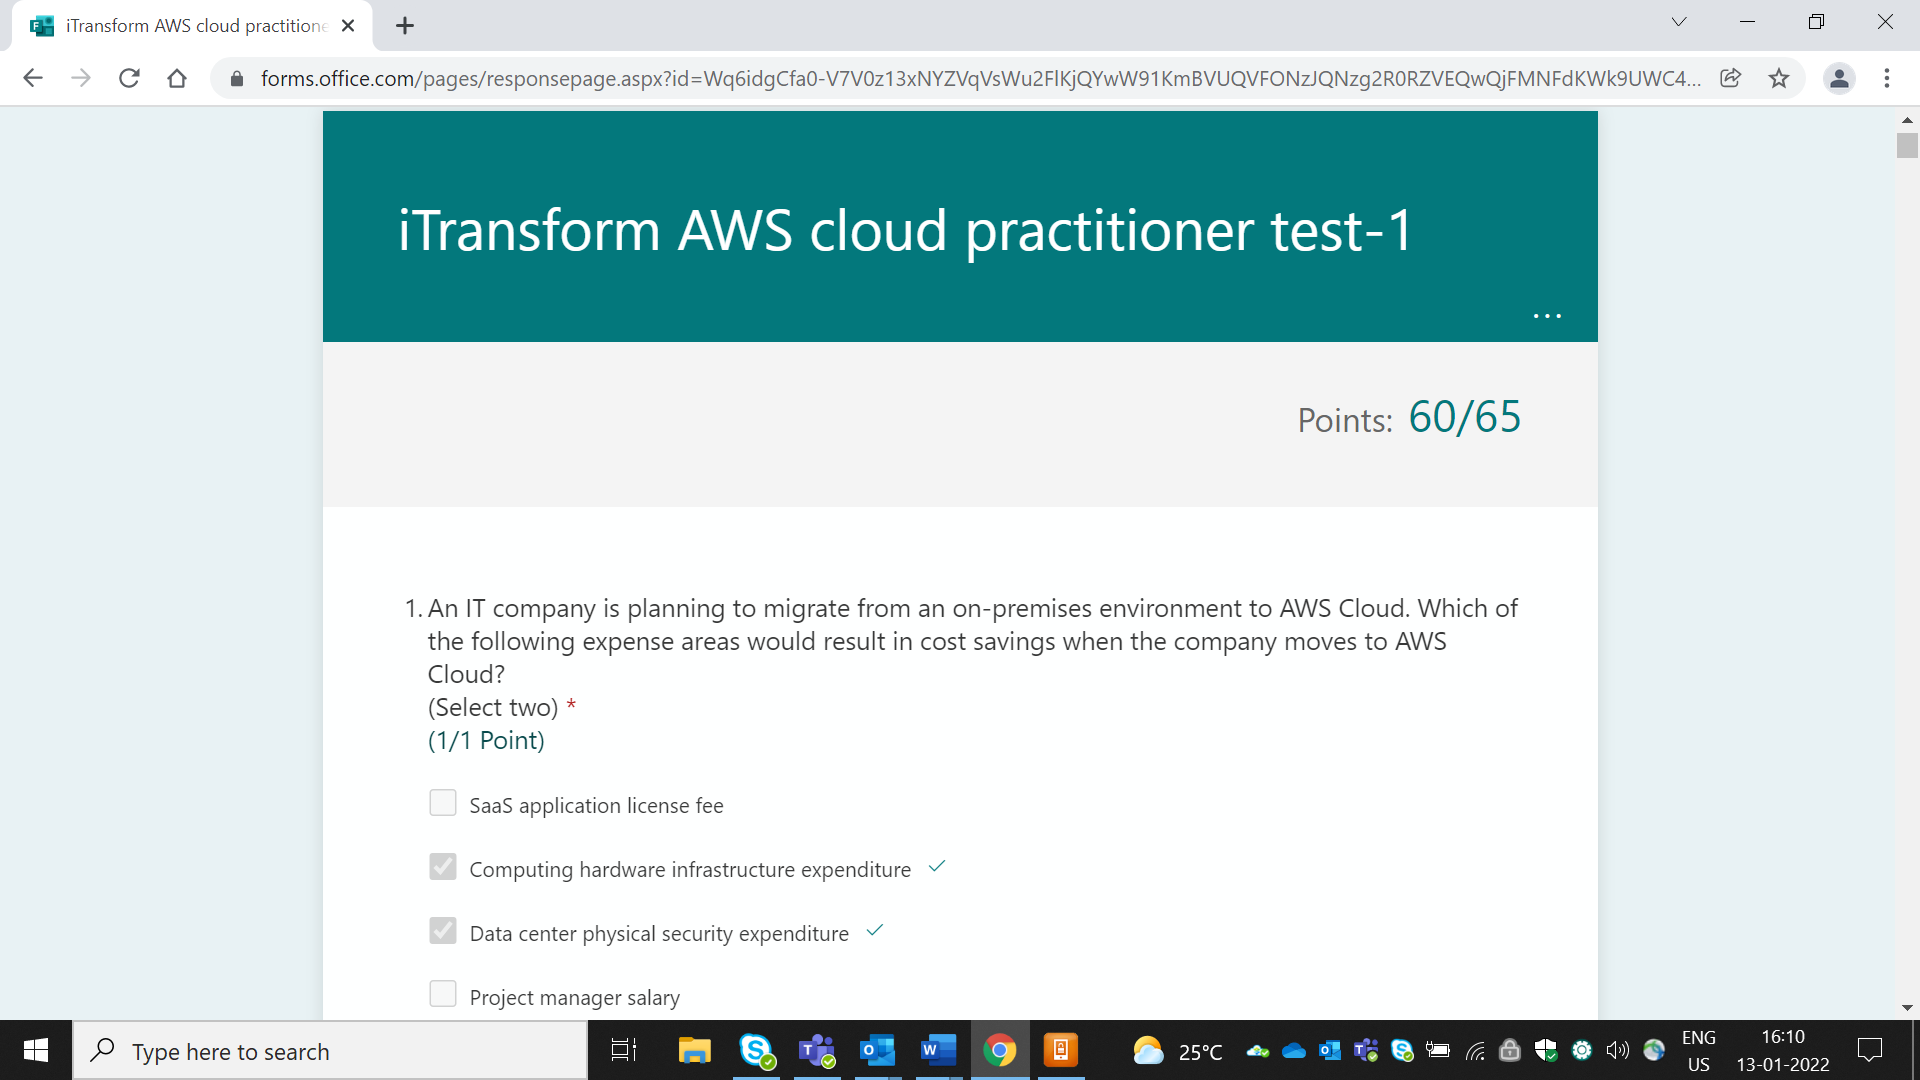 iTransform AWS cloud practitione
forms.office.com/pages/responsepage.aspx?id=Wq6idgCfa0-V7V0z13xNYZVqVsWu2FlKjQYwW91KmBVUQVFONzJQNzg2R0RZVEQwQjFMNFdKWk9UWC4...
iTransform AWS cloud practitioner test-1
...
Points: 60/65
1. An IT company is planning to migrate from an on-premises environment to AWS Cloud. Which of
the following expense areas would result in cost savings when the company moves to AWS
Cloud?
(Select two) *
(1/1 Point)
SaaS application license fee
Computing hardware infrastructure expenditure
Data center physical security expenditure
Project manager salary
Type here to search
25°C
ENG
US
16:10
13-01-2022